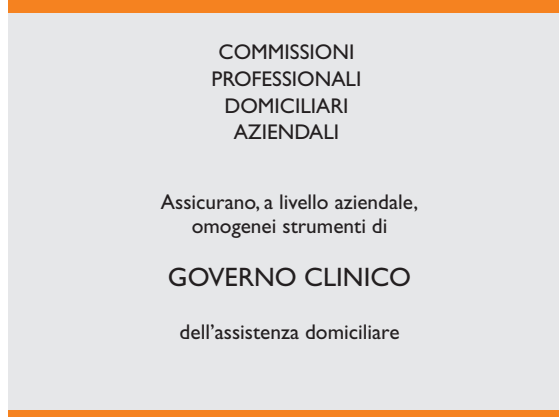 COMMISSIONI
PROFESSIONALI
DOMICILIARI
AZIENDALI
Assicurano, a livello aziendale,
omogenei strumenti di
GOVERNO CLINICO
dell'assistenza domiciliare